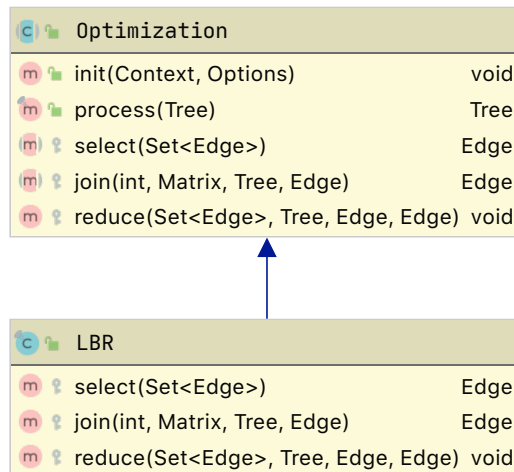 Optimization
init(Context, Options) void
process(Tree) Tree
select(Set<Edge>) Edge
join(int, Matrix, Tree, Edge) Edge
reduce(Set<Edge>, Tree, Edge, Edge) void
LBR
select(Set<Edge>) Edge
join(int, Matrix, Tree, Edge) Edge
reduce(Set<Edge>, Tree, Edge, Edge) void